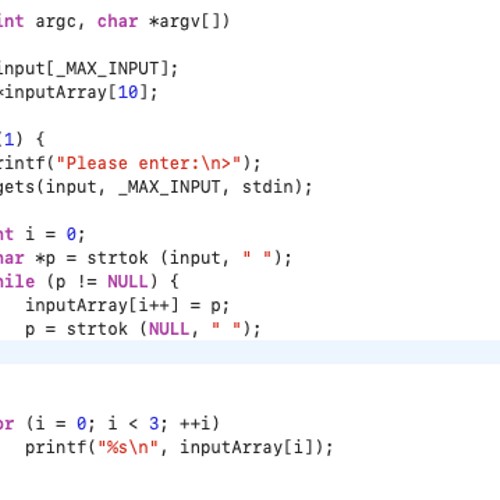 int argc, char *argv[])
input[_MAX_INPUT];
*inputArray[10];
(1) {
rintf("Please enter:\n>");
gets(input, _MAX_INPUT, stdin);
nt i = 0;
har *p = strtok (input, " ");
hile (p != NULL) {
inputArray[i++] = p;
p = strtok (NULL, " ");
or (i = 0; i < 3; ++i)
printf("%s\n", inputArray[i]);